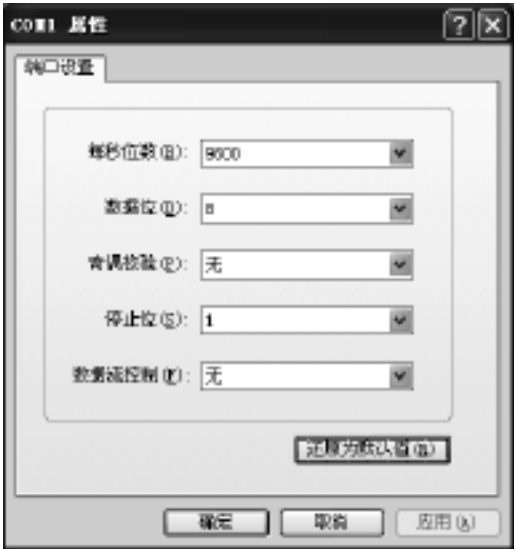 COM1 属性
端口设置
每秒位数(B): 9600
数据位(D): 8
奇偶校验(P): 无
停止位(S): 1
数据流控制(F): 无
还原为默认值(R)
确定 取消 应用(A)